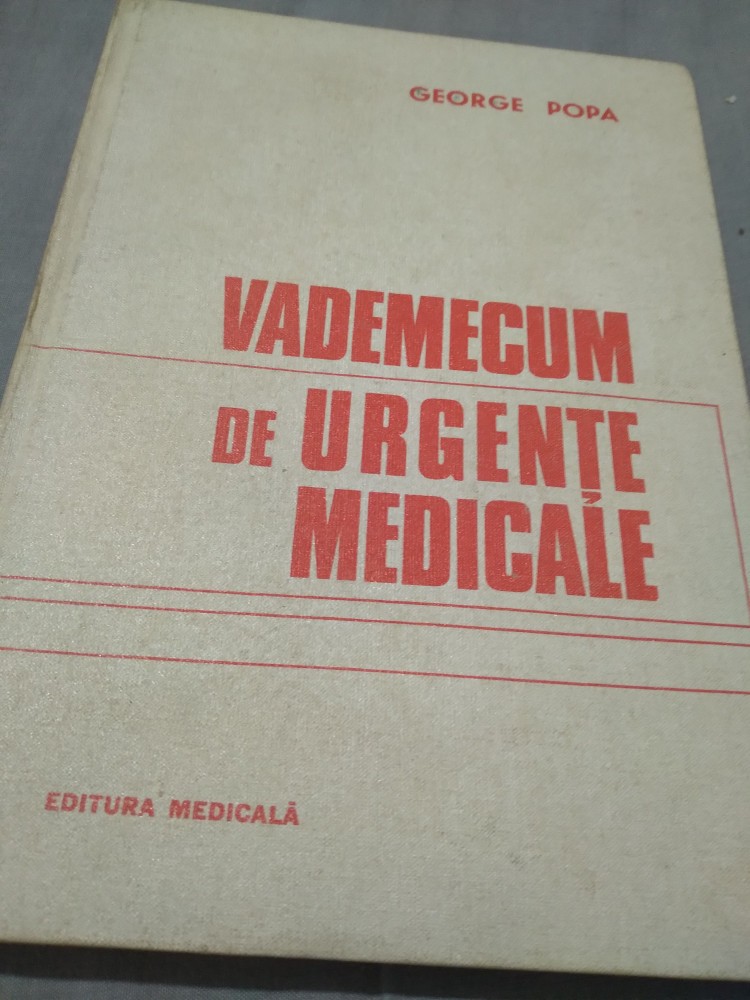 GEORGE POPA
VADEMECUM
DE URGENȚE
MEDICALE
EDITURA MEDICALĂ